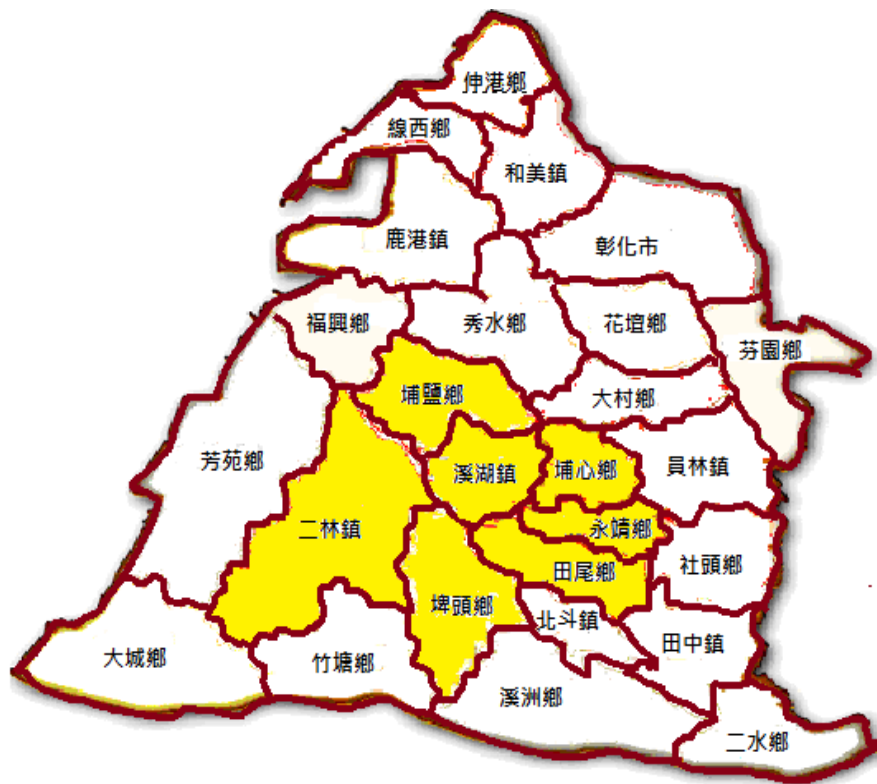 伸港鄉
線西鄉
和美鎮
鹿港鎮
彰化市
福興鄉
秀水鄉
花壇鄉
芬園鄉
埔鹽鄉
大村鄉
芳苑鄉
溪湖鎮
埔心鄉
員林鎮
二林鎮
永靖鄉
田尾鄉
社頭鄉
埤頭鄉
北斗鎮
田中鎮
大城鄉
竹塘鄉
溪洲鄉
二水鄉